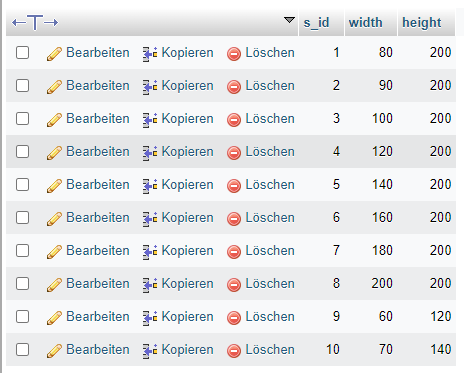 s_id width height
Bearbeiten Kopieren Löschen 1 80 200
Bearbeiten Kopieren Löschen 2 90 200
Bearbeiten Kopieren Löschen 3 100 200
Bearbeiten Kopieren Löschen 4 120 200
Bearbeiten Kopieren Löschen 5 140 200
Bearbeiten Kopieren Löschen 6 160 200
Bearbeiten Kopieren Löschen 7 180 200
Bearbeiten Kopieren Löschen 8 200 200
Bearbeiten Kopieren Löschen 9 60 120
Bearbeiten Kopieren Löschen 10 70 140